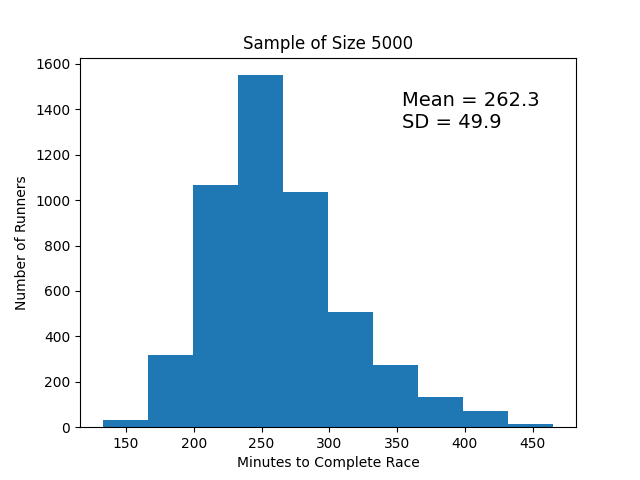 Sample of Size 5000
Mean = 262.3
SD = 49.9
1600
1400
1200
1000
800
600
400
200
0
Number of Runners
150 200 250 300 350 400 450
Minutes to Complete Race